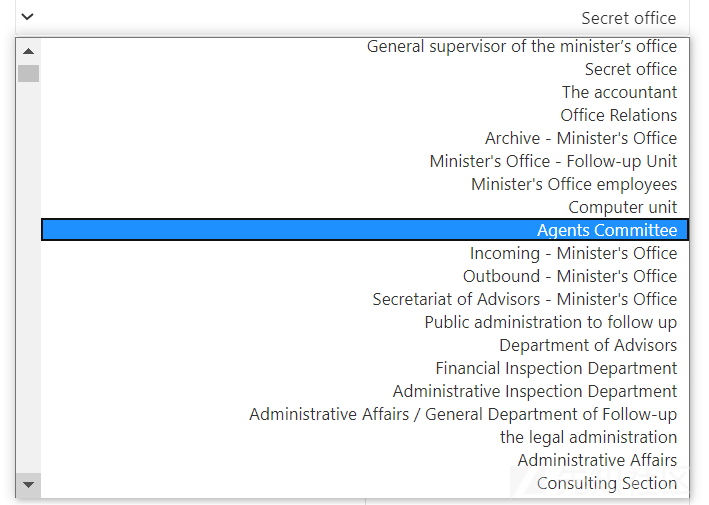 Secret office
General supervisor of the minister's office
Secret office
The accountant
Office Relations
Archive - Minister's Office
Minister's Office - Follow-up Unit
Minister's Office employees
Computer unit
Agents Committee
Incoming - Minister's Office
Outbound - Minister's Office
Secretariat of Advisors - Minister's Office
Public administration to follow up
Department of Advisors
Financial Inspection Department
Administrative Inspection Department
Administrative Affairs / General Department of Follow-up
the legal administration
Administrative Affairs
Consulting Section